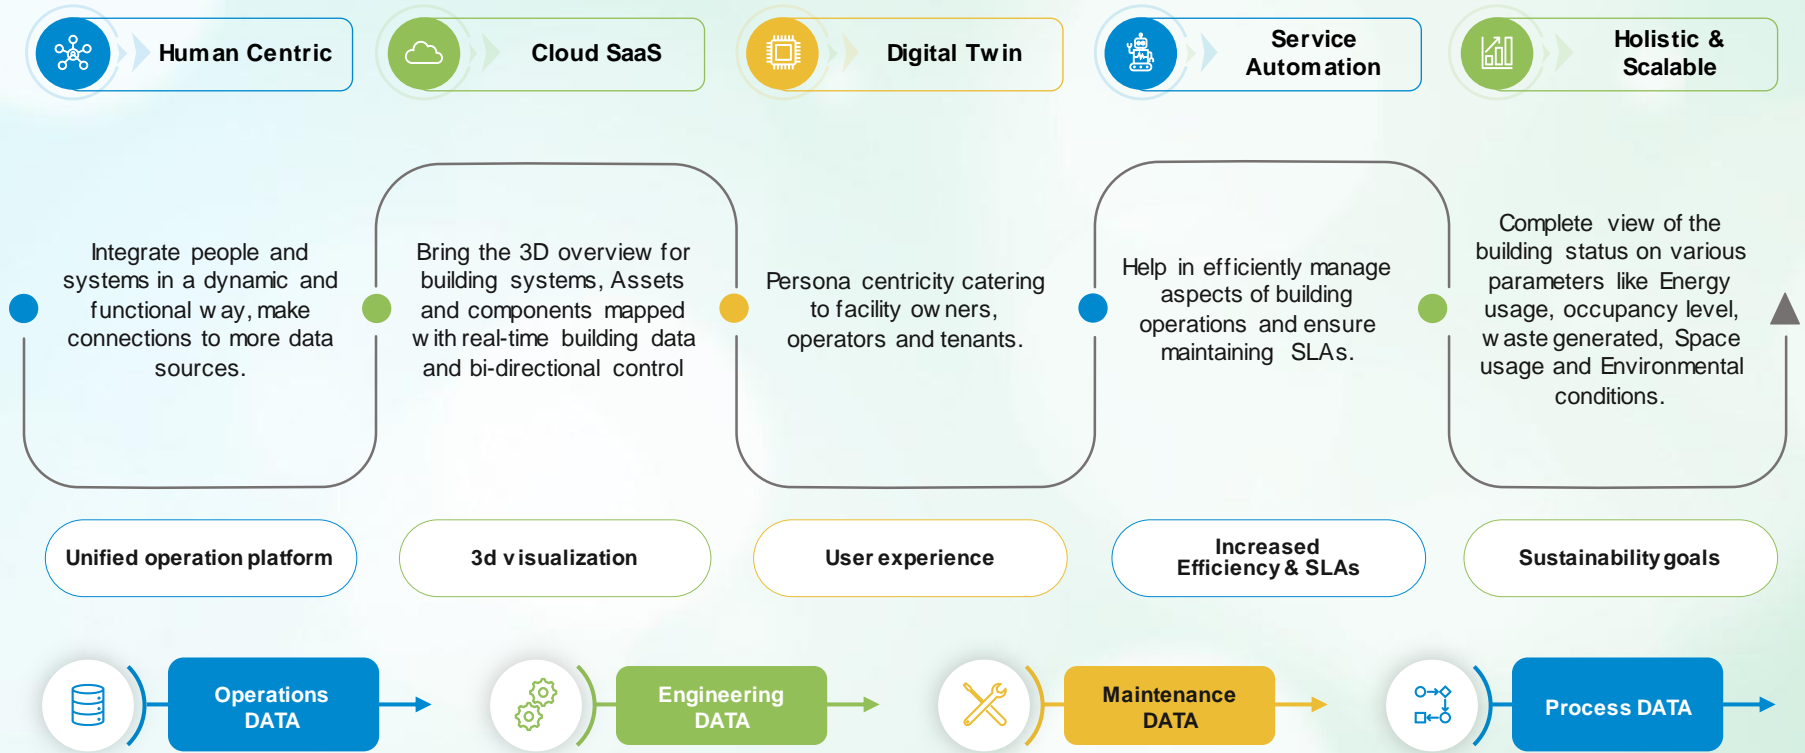 Human Centric
Cloud SaaS
Digital Twin
Service
Automation
Holistic &
Scalable
Integrate people and
systems in a dynamic and
functional way, make
connections to more data
sources.
Bring the 3D overview for
building systems, Assets
and components mapped
with real-time building data
and bi-directional control
Persona centricity catering
to facility owners,
operators and tenants.
Help in efficiently manage
aspects of building
operations and ensure
maintaining SLAs.
Complete view of the
building status on various
parameters like Energy
usage, occupancy level,
waste generated, Space
usage and Environmental
conditions.
Unified operation platform
3d visualization
User experience
Increased
Efficiency & SLAs
Sustainability goals
Operations
DATA
Engineering
DATA
Maintenance
DATA
Process DATA